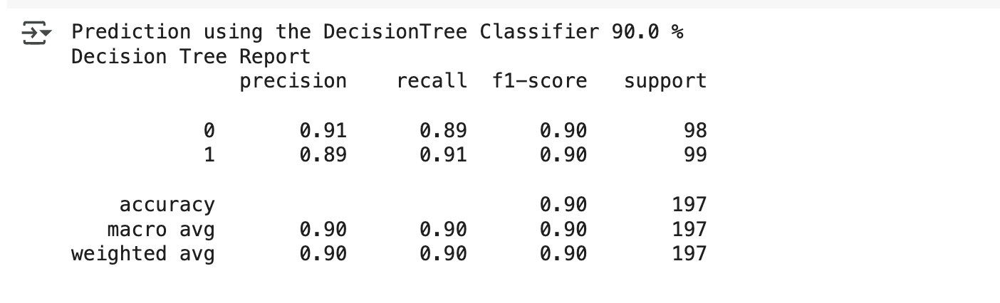 Prediction using the DecisionTree Classifier 90.0 %
Decision Tree Report
precision recall f1-score support
0 0.91 0.89 0.90 98
1 0.89 0.91 0.90 99
accuracy 0.90 197
macro avg 0.90 0.90 0.90 197
weighted avg 0.90 0.90 0.90 197